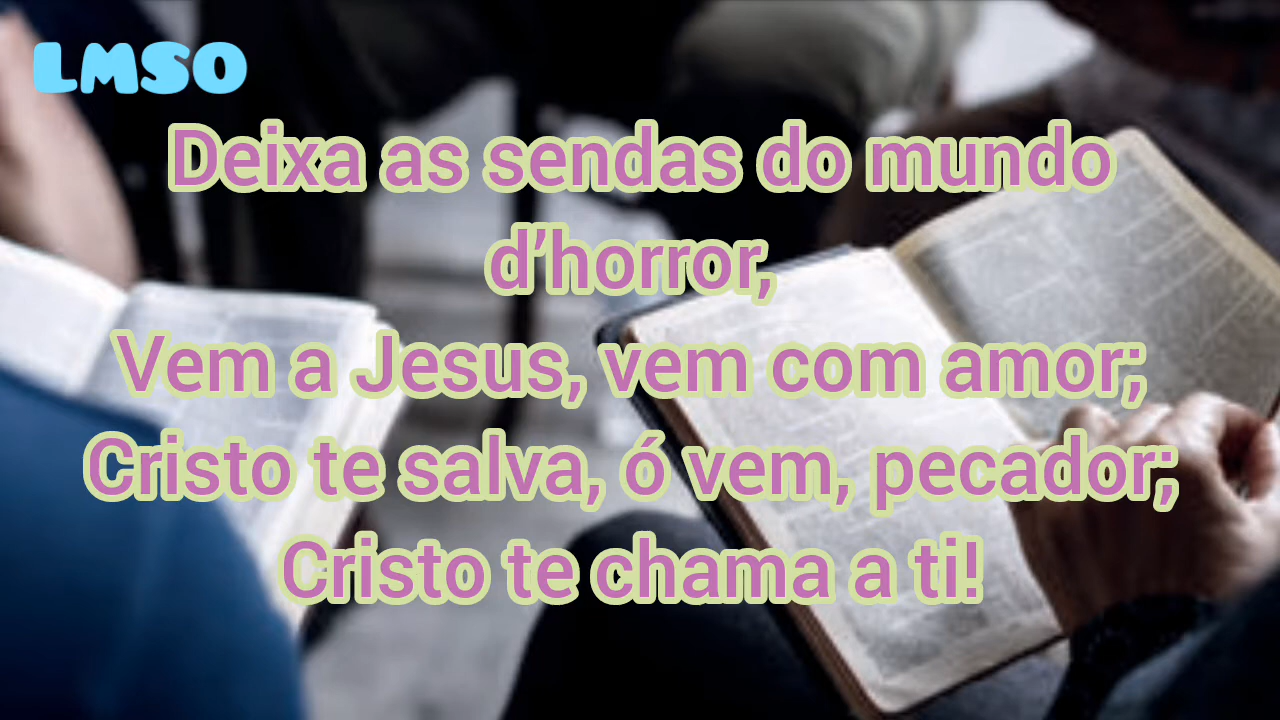 LMSO
Deixa as sendas do mundo
d’horror,
Vem a Jesus, vem com amor;
Cristo te salva, ó vem, pecador;
Cristo te chama a ti!